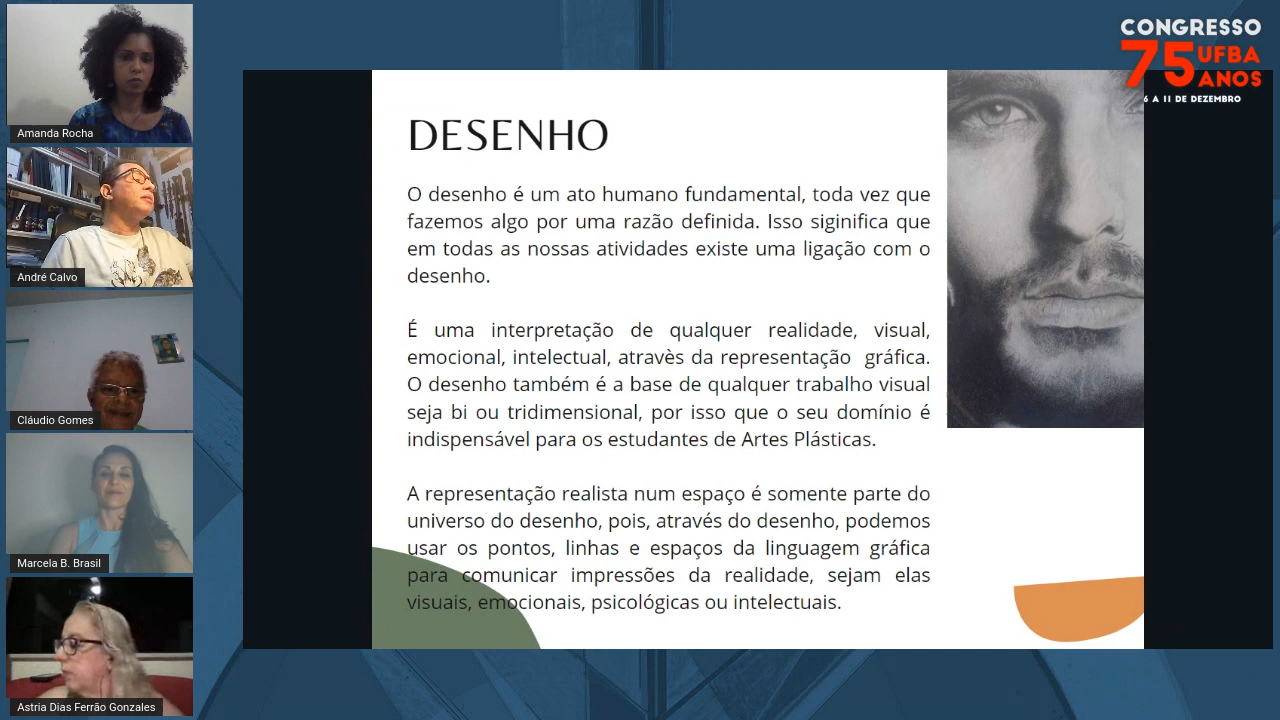 CONGRESSO
75 UFBA
ANOS
6 A 11 DE DEZEMBRO
Amanda Rocha
André Calvo
Cláudio Gomes
Marcela B. Brasil
Astria Dias Ferrão Gonzales
DESENHO
O desenho é um ato humano fundamental, toda vez que
fazemos algo por uma razão definida. Isso siginifica que
em todas as nossas atividades existe uma ligação com o
desenho.
É uma interpretação de qualquer realidade, visual,
emocional, intelectual, atravès da representação gráfica.
O desenho também é a base de qualquer trabalho visual
seja bi ou tridimensional, por isso que o seu domínio é
indispensável para os estudantes de Artes Plásticas.
A representação realista num espaço é somente parte do
universo do desenho, pois, através do desenho, podemos
usar os pontos, linhas e espaços da linguagem gráfica
para comunicar impressões da realidade, sejam elas
visuais, emocionais, psicológicas ou intelectuais.